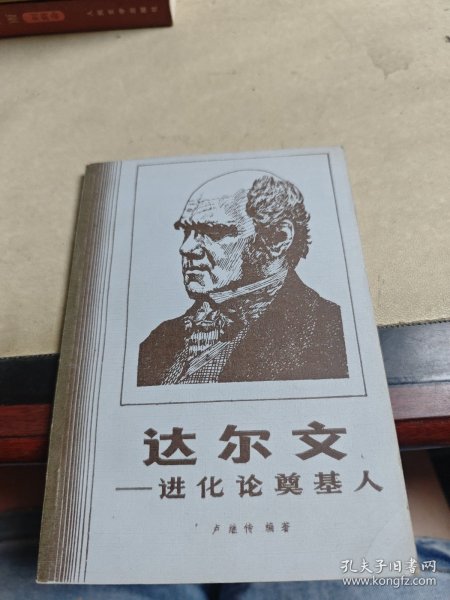 达尔文
—进化论奠基人
卢继传 编著
孔夫子旧书网
www.kongfz.com